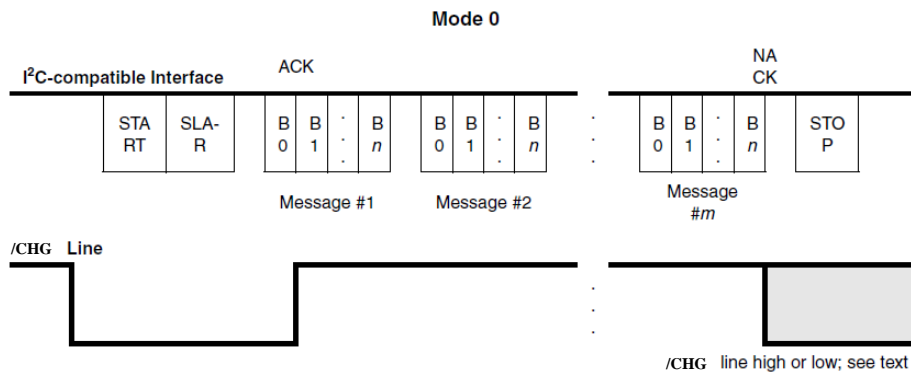 Mode 0
I²C-compatible Interface
ACK
NA
CK
STA
RT
SLA-
R
B
0
B
1
.
.
.
B
n
B
0
B
1
.
.
.
B
n
.
.
.
B
0
B
1
.
.
.
B
n
STO
P
Message #1
Message #2
Message
#m
/CHG Line
.
.
.
/CHG line high or low; see text